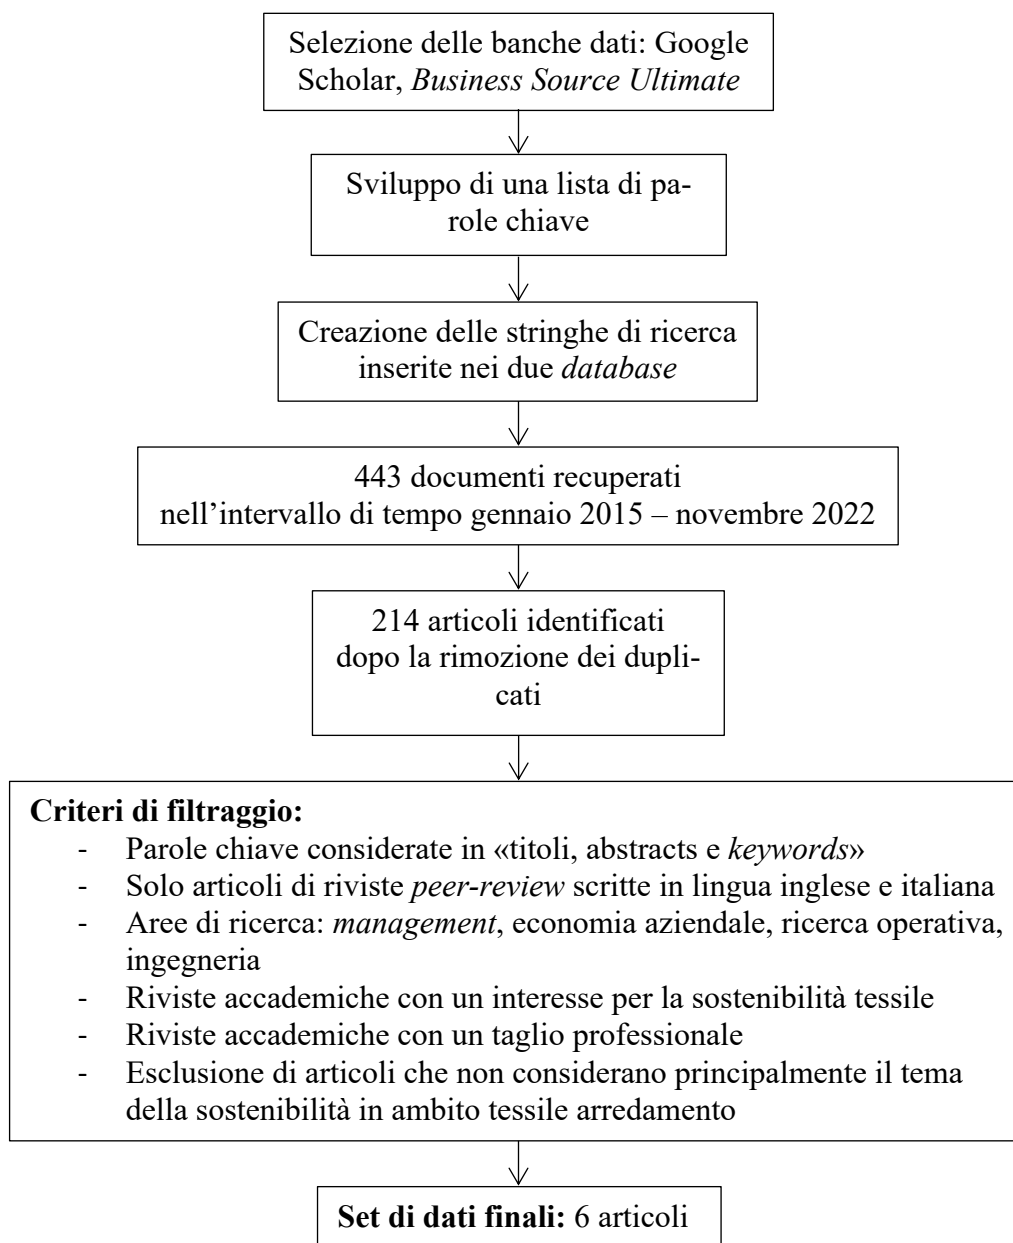 Selezione delle banche dati: Google
Scholar, Business Source Ultimate
Sviluppo di una lista di pa-
role chiave
Creazione delle stringhe di ricerca
inserite nei due database
443 documenti recuperati
nell’intervallo di tempo gennaio 2015 – novembre 2022
214 articoli identificati
dopo la rimozione dei dupli-
cati
Criteri di filtraggio:
- Parole chiave considerate in «titoli, abstracts e keywords»
- Solo articoli di riviste peer-review scritte in lingua inglese e italiana
- Aree di ricerca: management, economia aziendale, ricerca operativa,
ingegneria
- Riviste accademiche con un interesse per la sostenibilità tessile
- Riviste accademiche con un taglio professionale
- Esclusione di articoli che non considerano principalmente il tema
della sostenibilità in ambito tessile arredamento
Set di dati finali: 6 articoli